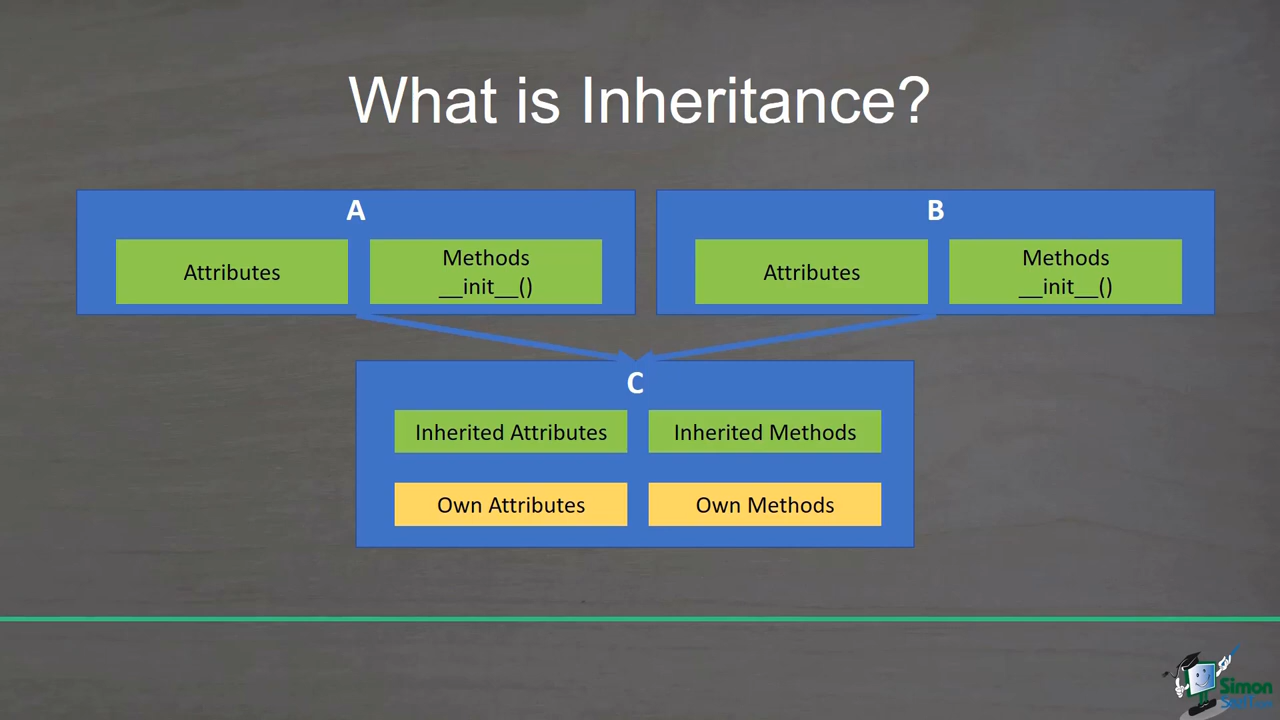 What is Inheritance?
A
Attributes
Methods
__init__()
B
Attributes
Methods
__init__()
C
Inherited Attributes
Inherited Methods
Own Attributes
Own Methods
Simon